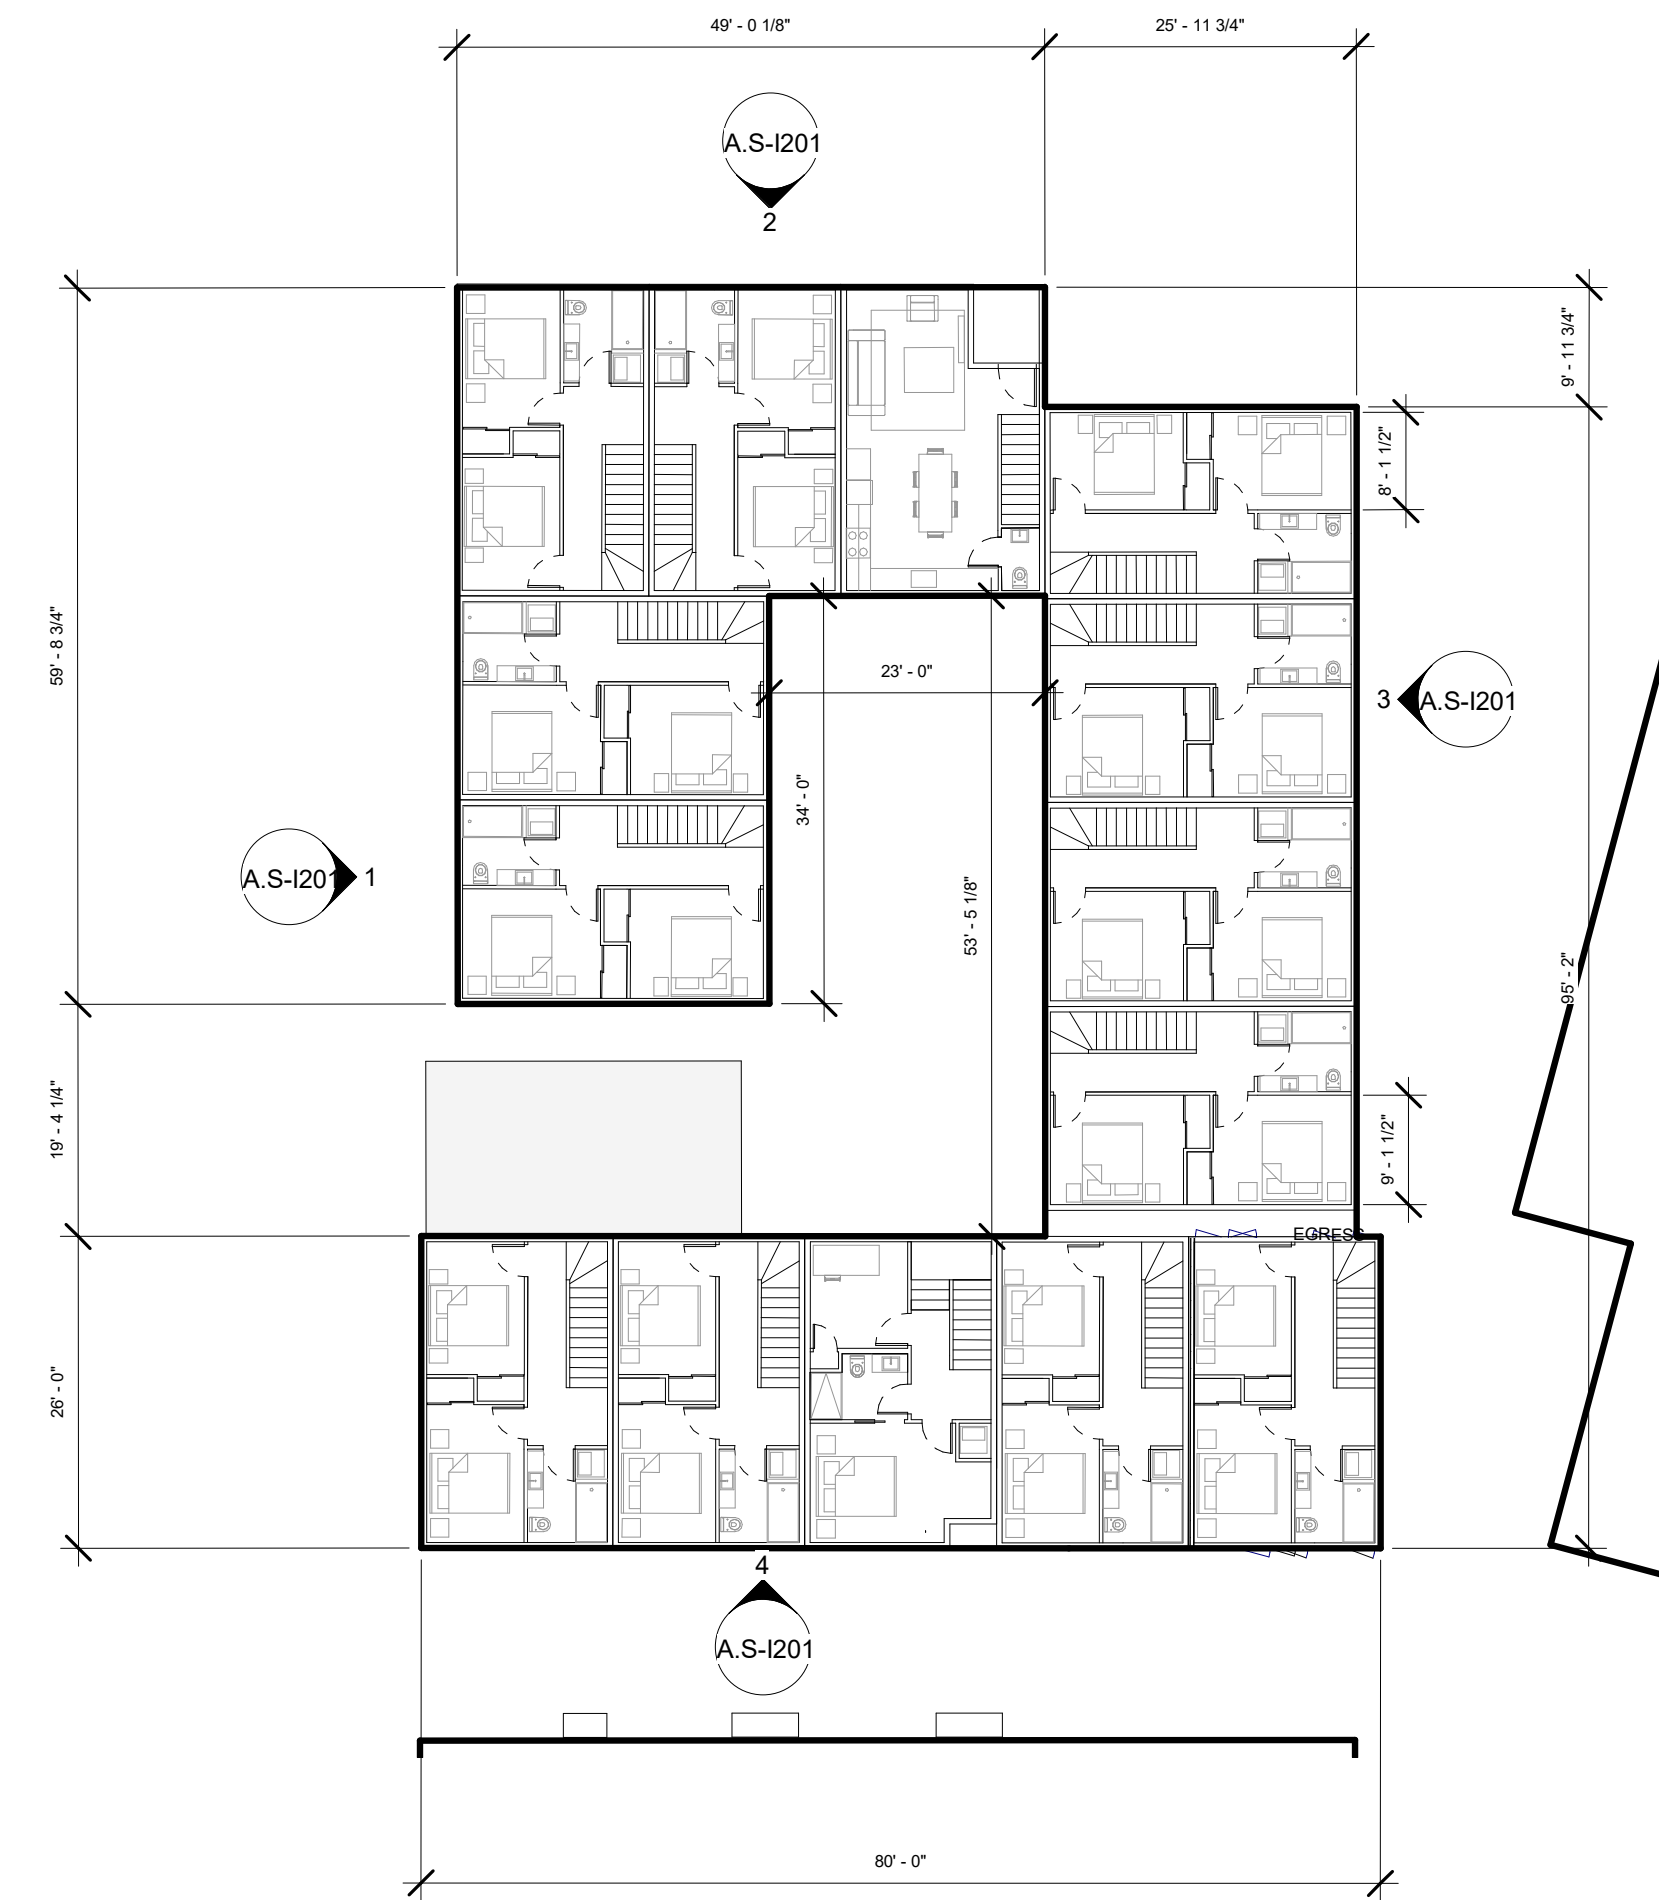 49' - 0 1/8"
25' - 11 3/4"
A.S-I201
2
9' - 11 3/4"
8' - 1 1/2"
59' - 8 3/4"
23' - 0"
3
A.S-I201
34' - 0"
A.S-I201
1
53' - 5 1/8"
95' - 2"
19' - 4 1/4"
9' - 1 1/2"
EGRESS
26' - 0"
4
A.S-I201
80' - 0"